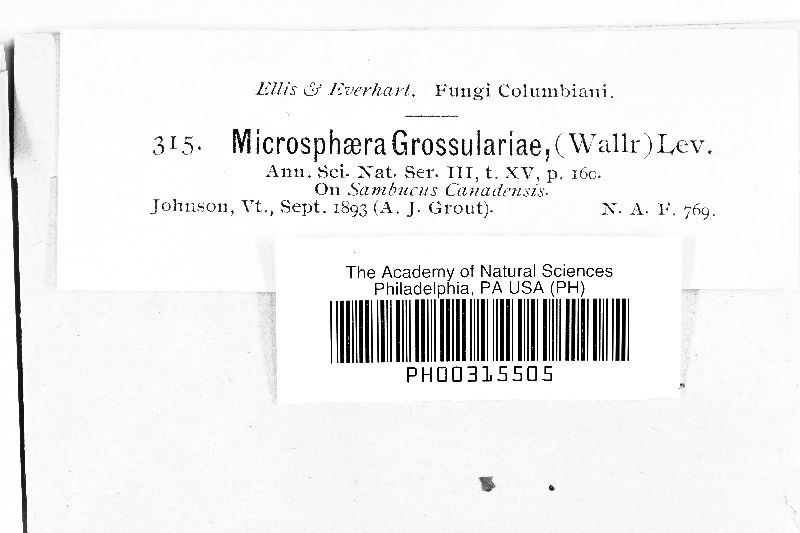 Ellis & Everhart. Fungi Columbiani.
315. Microsphæra Grossulariae, (Wallr) Lev.
Ann. Sci. Nat. Ser. III, t. XV, p. 160.
On Sambucus Canadensis.
Johnson, Vt., Sept. 1893 (A. J. Grout). N. A. F. 769.
The Academy of Natural Sciences
Philadelphia, PA USA (PH)
PH00315505